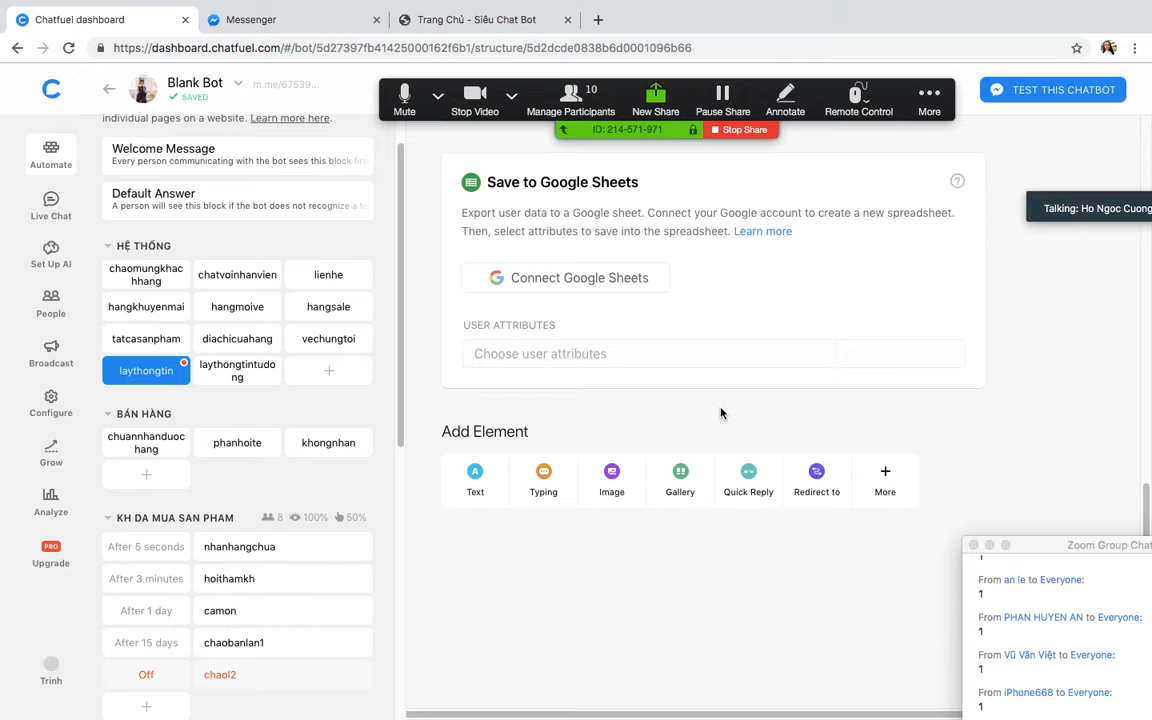 Chatfuel dashboard
Messenger
Trang Chủ - Siêu Chat Bot
https://dashboard.chatfuel.com/#/bot/5d27397fb41425000162f6b1/structure/5d2dcde0838b6d0001096b66
Blank Bot
m.me/67539...
SAVED
Mute
Stop Video
10
Manage Participants
New Share
Pause Share
Annotate
Remote Control
More
ID: 214-571-971
Stop Share
TEST THIS CHATBOT
Talking: Ho Ngoc Cuong
Automate
Live Chat
Set Up AI
People
Broadcast
Configure
Grow
Analyze
PRO
Upgrade
Trinh
individual pages on a website. Learn more here.
Welcome Message
Every person communicating with the bot sees this block
Default Answer
A person will see this block if the bot does not recognize a
HỆ THỐNG
chaomungkhac
hhang
chatvoinhanvien
lienhe
hangkhuyenmai
hangmoive
hangsale
tatcasanpham
diachicuahang
vechungtoi
laythongtin
laythongtintudo
ng
BÁN HÀNG
chuannhanduoc
hang
phanhoite
khongnhan
KH DA MUA SAN PHAM
8
100%
50%
After 5 seconds
nhanhangchua
After 3 minutes
hoithamkh
After 1 day
camon
After 15 days
chaobanlan1
Off
chaol2
Save to Google Sheets
Export user data to a Google sheet. Connect your Google account to create a new spreadsheet.
Then, select attributes to save into the spreadsheet. Learn more
Connect Google Sheets
USER ATTRIBUTES
Choose user attributes
Add Element
Text
Typing
Image
Gallery
Quick Reply
Redirect to
More
Zoom Group Chat
1
From an le to Everyone:
1
From PHAN HUYEN AN to Everyone:
1
From Vũ Văn Việt to Everyone:
1
From iPhone668 to Everyone:
1